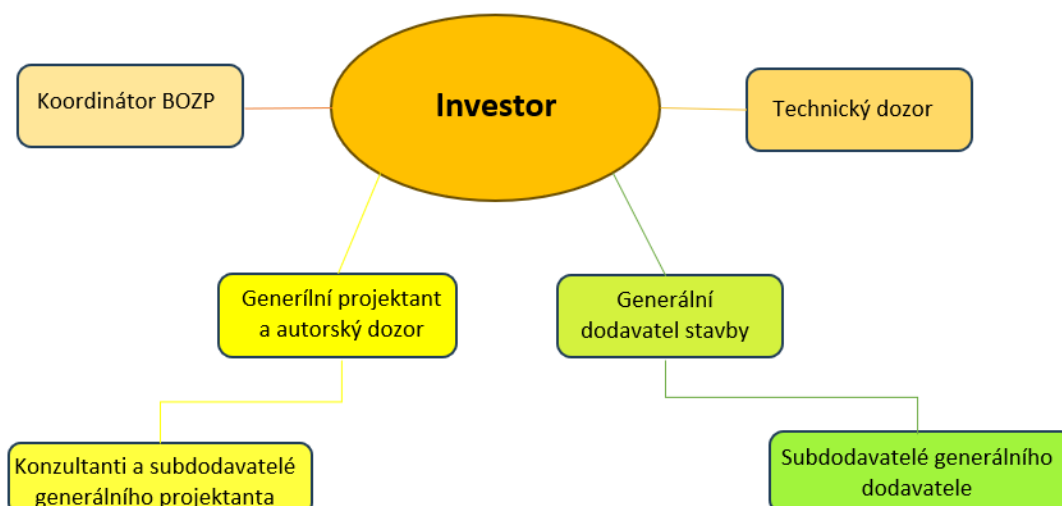 Koordinátor BOZP
Investor
Technický dozor
Generílní projektant
a autorský dozor
Generální
dodavatel stavby
Konzultanti a subdodavatelé
generálního projektanta
Subdodavatelé generálního
dodavatele